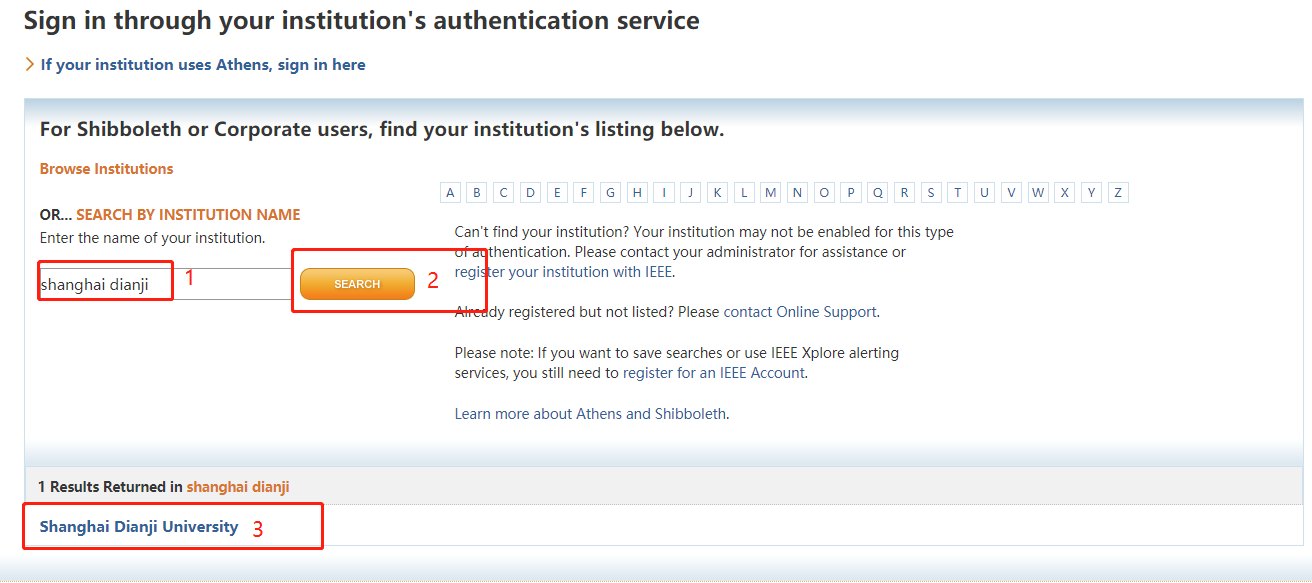 Sign in through your institution's authentication service
If your institution uses Athens, sign in here
For Shibboleth or Corporate users, find your institution's listing below.
Browse Institutions
A B C D E F G H I J K L M N O P Q R S T U V W X Y Z
OR... SEARCH BY INSTITUTION NAME
Enter the name of your institution.
shanghai dianji 1
SEARCH 2
Can't find your institution? Your institution may not be enabled for this type
of authentication. Please contact your administrator for assistance or
register your institution with IEEE.
Already registered but not listed? Please contact Online Support.
Please note: If you want to save searches or use IEEE Xplore alerting
services, you still need to register for an IEEE Account.
Learn more about Athens and Shibboleth.
1 Results Returned in shanghai dianji
Shanghai Dianji University 3